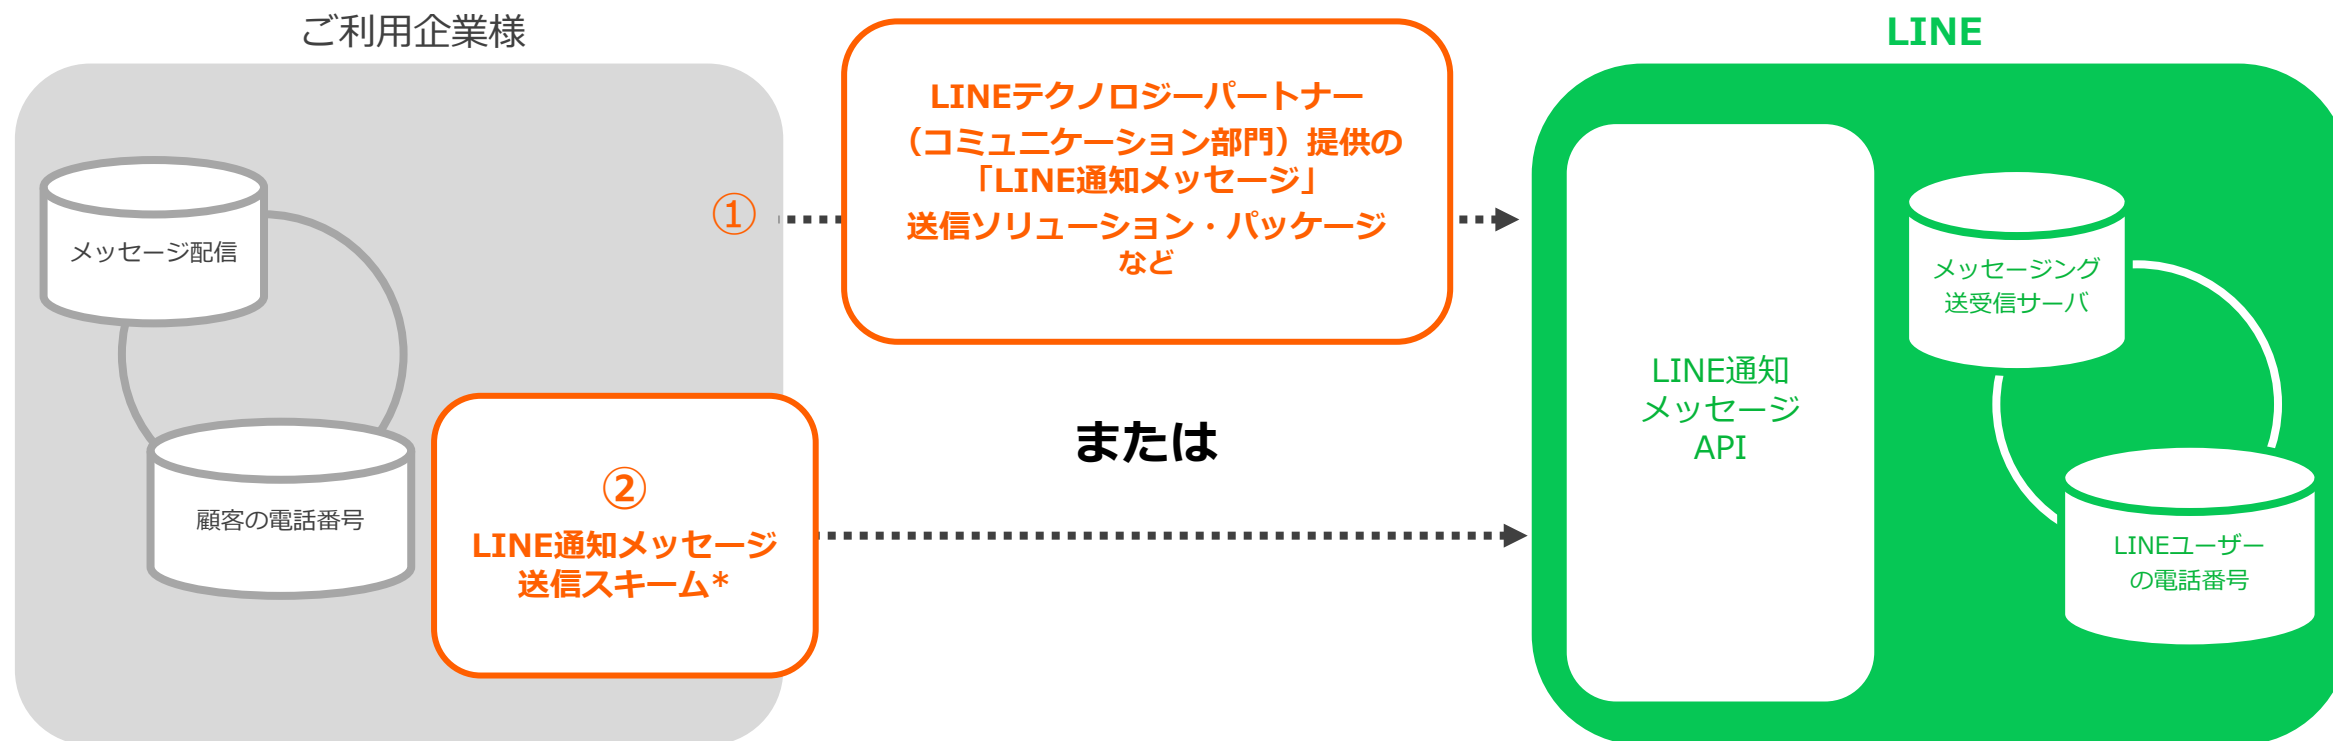 ご利用企業様
メッセージ配信
顧客の電話番号
①
LINEテクノロジーパートナー
（コミュニケーション部門）提供の
「LINE通知メッセージ」
送信ソリューション・パッケージ
など
または
②
LINE通知メッセージ
送信スキーム*
LINE
LINE通知
メッセージ
API
メッセージング
送受信サーバ
LINEユーザー
の電話番号